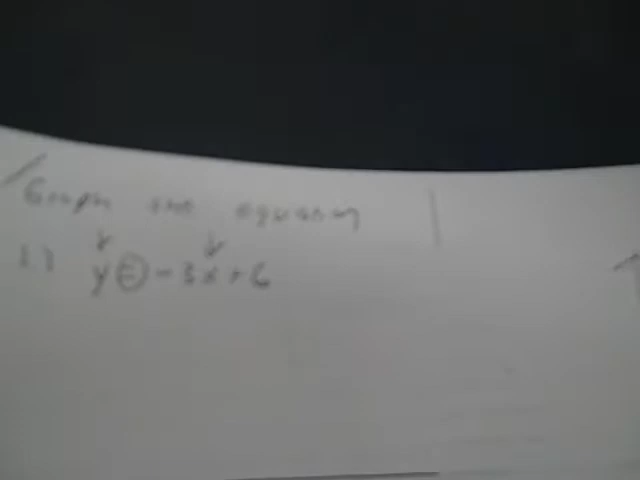 Graph the equation
1) y = -3x + 6